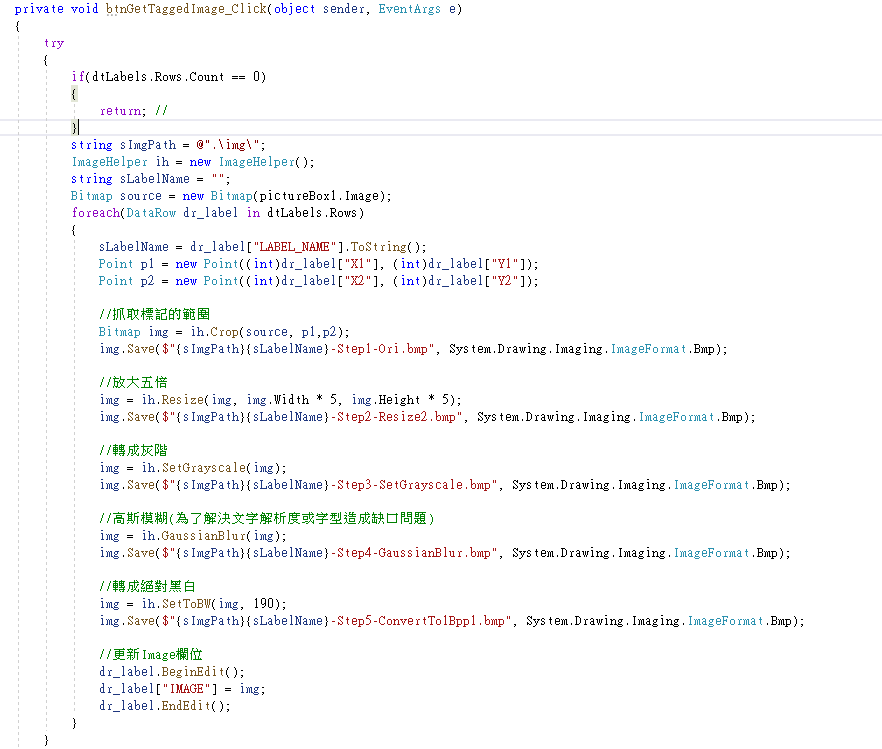 private void btnGetTaggedImage_Click(object sender, EventArgs e)
{
try
{
if(dtLabels.Rows.Count == 0)
{
return; //
}
string sImgPath = @".\img\";
ImageHelper ih = new ImageHelper();
string sLabelName = "";
Bitmap source = new Bitmap(pictureBox1.Image);
foreach(DataRow dr_label in dtLabels.Rows)
{
sLabelName = dr_label["LABEL_NAME"].ToString();
Point p1 = new Point((int)dr_label["X1"], (int)dr_label["Y1"]);
Point p2 = new Point((int)dr_label["X2"], (int)dr_label["Y2"]);
//抓取標記的範圍
Bitmap img = ih.Crop(source, p1,p2);
img.Save($"{sImgPath}{sLabelName}-Step1-Ori.bmp", System.Drawing.Imaging.ImageFormat.Bmp);
//放大五倍
img = ih.Resize(img, img.Width * 5, img.Height * 5);
img.Save($"{sImgPath}{sLabelName}-Step2-Resize2.bmp", System.Drawing.Imaging.ImageFormat.Bmp);
//轉成灰階
img = ih.SetGrayscale(img);
img.Save($"{sImgPath}{sLabelName}-Step3-SetGrayscale.bmp", System.Drawing.Imaging.ImageFormat.Bmp);
//高斯模糊(為了解決文字解析度或字型造成缺口問題)
img = ih.GaussianBlur(img);
img.Save($"{sImgPath}{sLabelName}-Step4-GaussianBlur.bmp", System.Drawing.Imaging.ImageFormat.Bmp);
//轉成絕對黑白
img = ih.SetToBW(img, 190);
img.Save($"{sImgPath}{sLabelName}-Step5-ConvertTo1Bpp1.bmp", System.Drawing.Imaging.ImageFormat.Bmp);
//更新Image欄位
dr_label.BeginEdit();
dr_label["IMAGE"] = img;
dr_label.EndEdit();
}
}